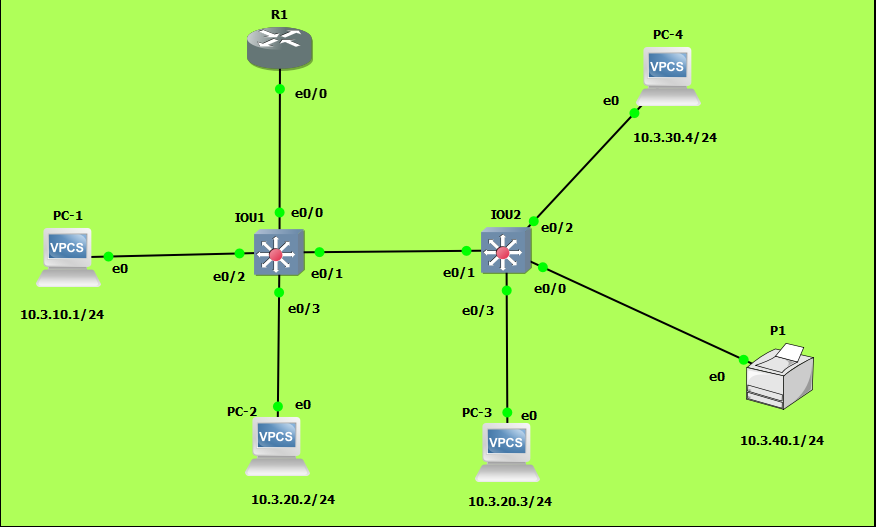 R1
e0/0
PC-4
VPCS
e0
10.3.30.4/24
PC-1
VPCS
e0
10.3.10.1/24
IOU1
e0/0
e0/2
e0/1
e0/3
IOU2
e0/2
e0/1
e0/0
e0/3
P1
e0
10.3.40.1/24
PC-2
e0
VPCS
10.3.20.2/24
PC-3
e0
VPCS
10.3.20.3/24